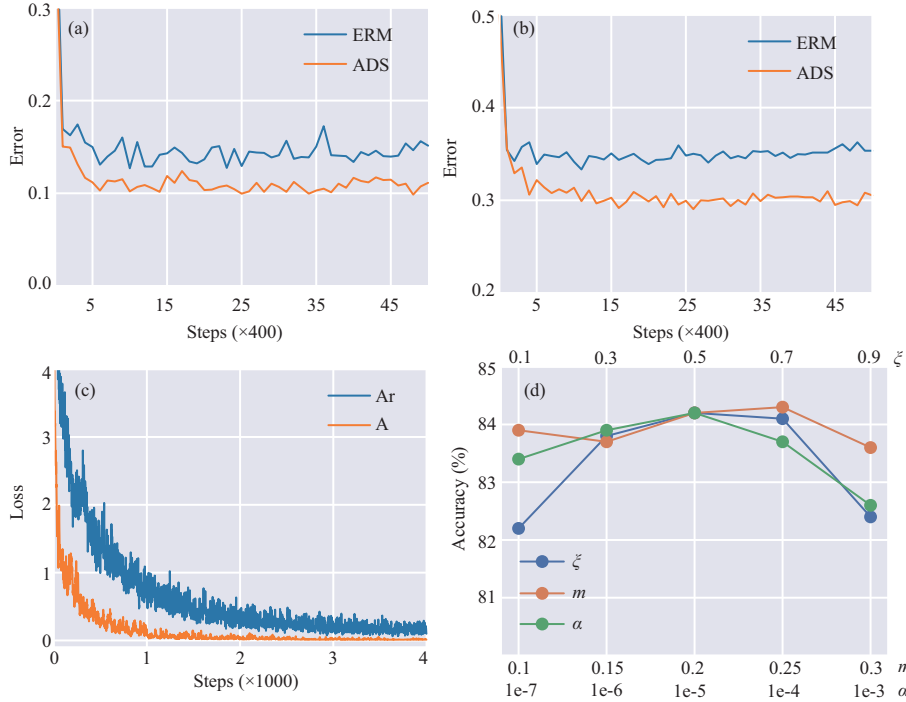 0.3
(a)
ERM
ADS
0.2
Error
0.1
0.0
5
15
25
35
45
Steps (×400)
0.5
(b)
ERM
ADS
0.4
Error
0.3
0.2
5
15
25
35
45
Steps (×400)
4
(c)
Ar
A
3
Loss
2
1
0
0
1
2
3
4
Steps (×1000)
0.1 0.3 0.5 0.7 0.9 ξ
85
(d)
84
Accuracy (%)
83
82
81
ξ
m
α
0.1 0.15 0.2 0.25 0.3 m
1e-7 1e-6 1e-5 1e-4 1e-3 α